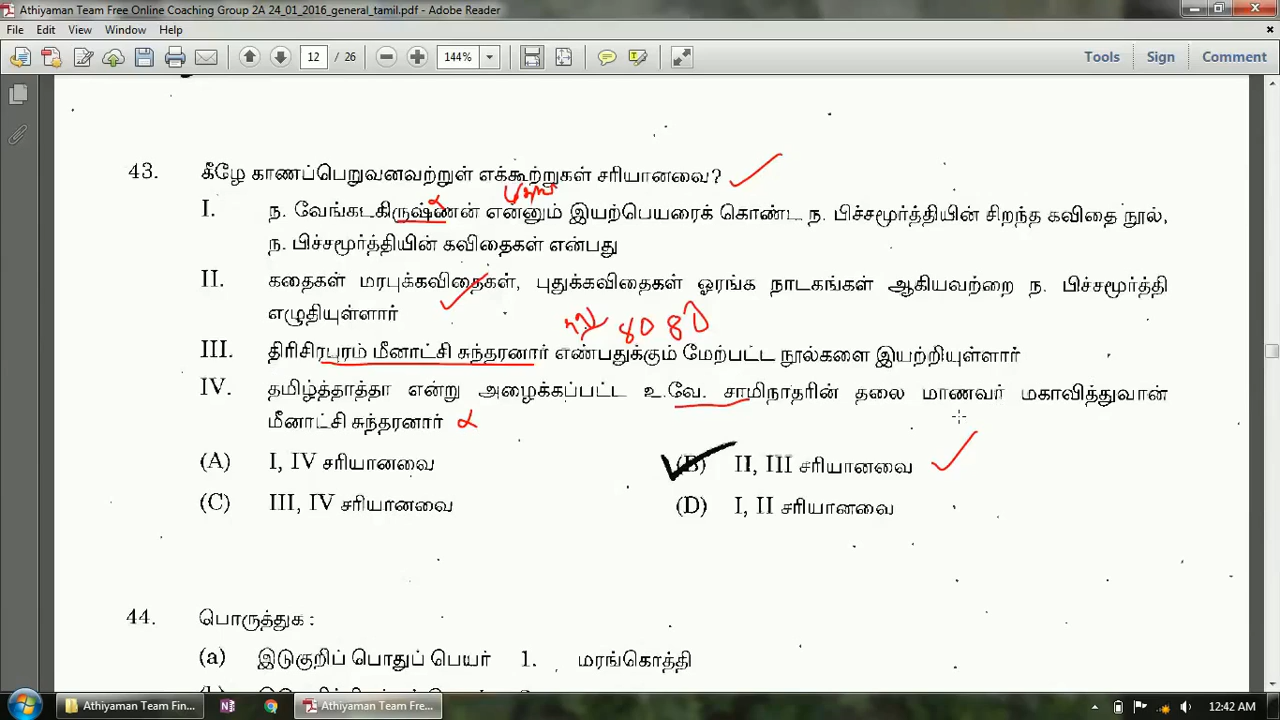 Athiyaman Team Free Online Coaching Group 2A 24_01_2016_general_tamil.pdf - Adobe Reader
File Edit View Window Help
12 / 26 144% Tools Sign Comment
43. கீழே காணப்பெறுவனவற்றுள் எக்கூற்றுகள் சரியானவை?
I. ந. வேங்கடகிருஷ்ணன் என்னும் இயற்பெயரைக் கொண்ட ந. பிச்சமூர்த்தியின் சிறந்த கவிதை நூல்,
ந. பிச்சமூர்த்தியின் கவிதைகள் என்பது
II. கதைகள் மரபுக்கவிதைகள், புதுக்கவிதைகள் ஓரங்க நாடகங்கள் ஆகியவற்றை ந. பிச்சமூர்த்தி
எழுதியுள்ளார்
80 80
III. திரிசிரபுரம் மீனாட்சி சுந்தரனார் எண்பதுக்கும் மேற்பட்ட நூல்களை இயற்றியுள்ளார்
IV. தமிழ்த்தாத்தா என்று அழைக்கப்பட்ட உ.வே. சாமிநாதரின் தலை மாணவர் மகாவித்துவான்
மீனாட்சி சுந்தரனார்
(A) I, IV சரியானவை (B) II, III சரியானவை
(C) III, IV சரியானவை (D) I, II சரியானவை
44. பொருத்துக :
(a) இடுகுறிப் பொதுப் பெயர் 1. மரங்கொத்தி
Athiyaman Team Fin... Athiyaman Team Fre... 12:42 AM